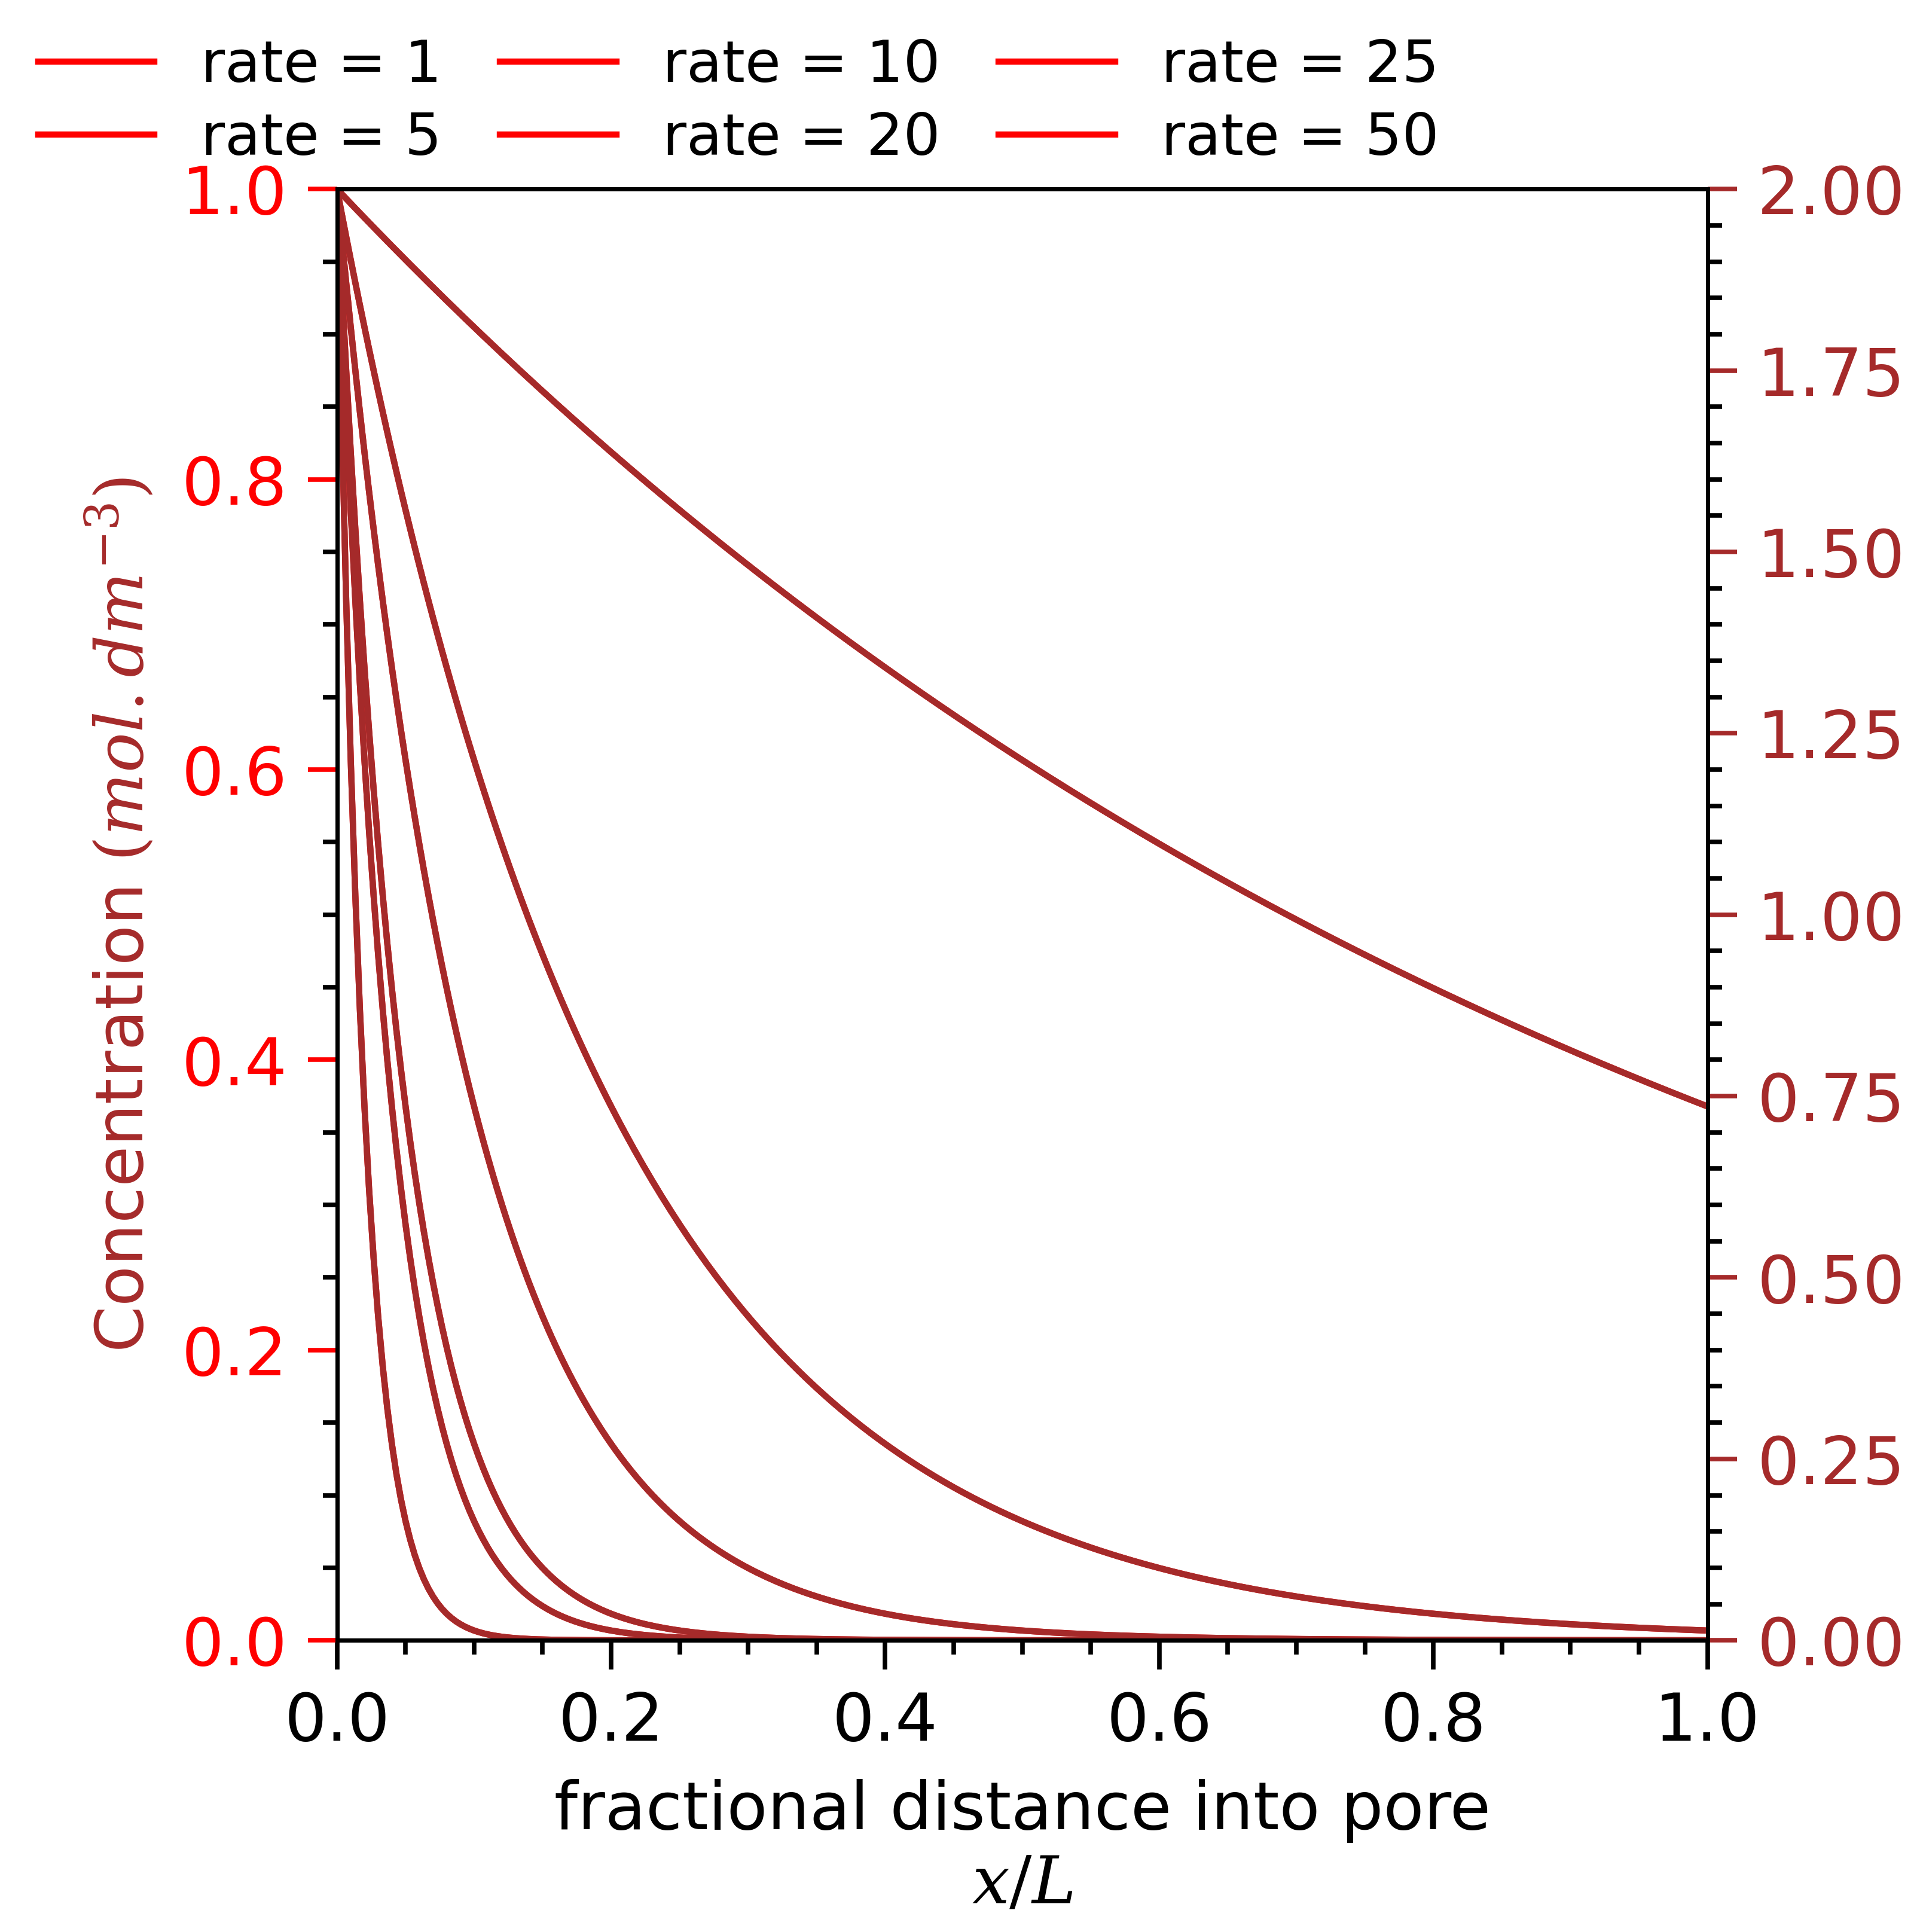 rate = 1 rate = 10 rate = 25
rate = 5 rate = 20 rate = 50
1.0
0.8
0.6
0.4
0.2
0.0
Concentration (mol.dm⁻³)
2.00
1.75
1.50
1.25
1.00
0.75
0.50
0.25
0.00
0.0 0.2 0.4 0.6 0.8 1.0
fractional distance into pore
x/L